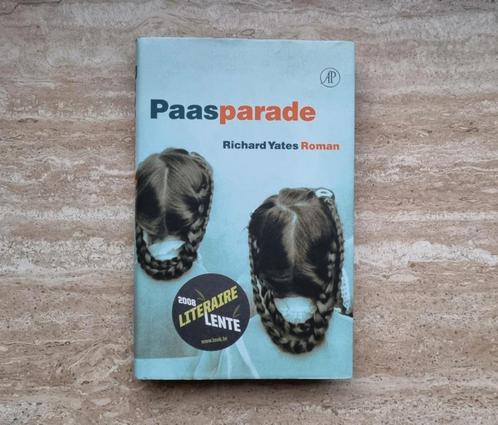 AP
Paasparade
Richard Yates Roman
2008
LITERAIRE
LENTE
www.boek.be